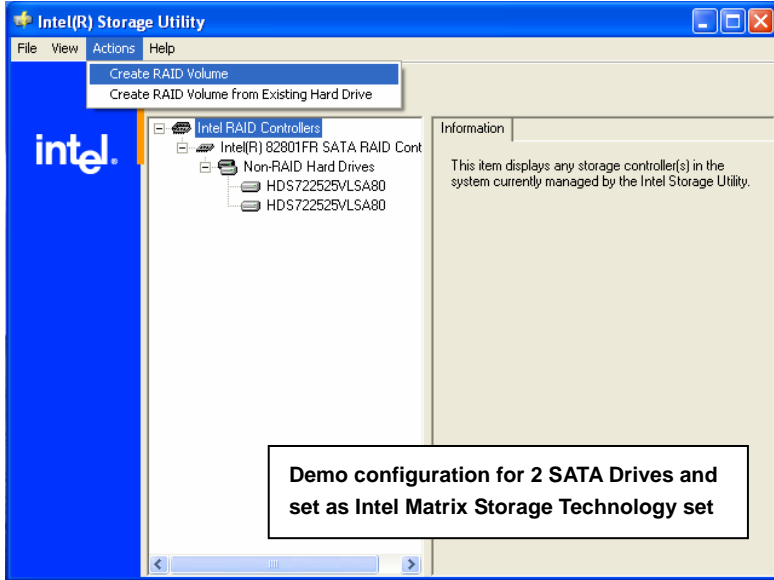 Intel(R) Storage Utility
File View Actions Help
Create RAID Volume
Create RAID Volume from Existing Hard Drive
intel.
Intel RAID Controllers
Intel(R) 82801FR SATA RAID Cont
Non-RAID Hard Drives
HDS722525VLSA80
HDS722525VLSA80
Information
This item displays any storage controller(s) in the
system currently managed by the Intel Storage Utility.
Demo configuration for 2 SATA Drives and
set as Intel Matrix Storage Technology set